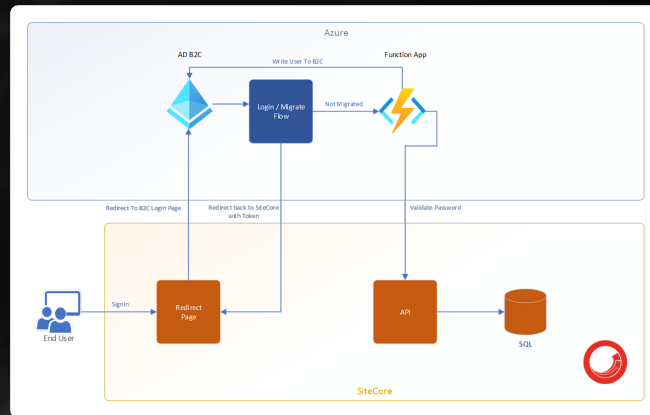 Azure
AD B2C
Function App
Write User To B2C
Login / Migrate
Flow
Not Migrated
Redirect To B2C Login Page
Redirect back to SiteCore
with Token
Validate Password
SignIn
Redirect
Page
API
End User
SQL
SiteCore